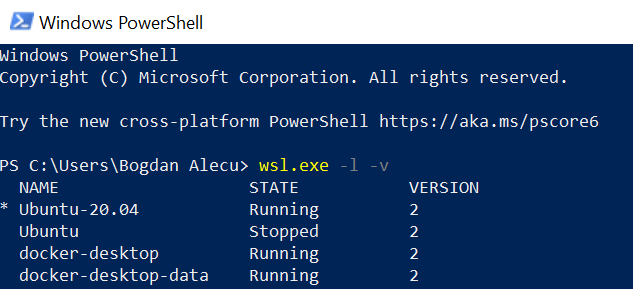 Windows PowerShell
Windows PowerShell
Copyright (C) Microsoft Corporation. All rights reserved.
Try the new cross-platform PowerShell https://aka.ms/pscore6
PS C:\Users\Bogdan Alecu> wsl.exe -l -v
NAME STATE VERSION
* Ubuntu-20.04 Running 2
Ubuntu Stopped 2
docker-desktop Running 2
docker-desktop-data Running 2